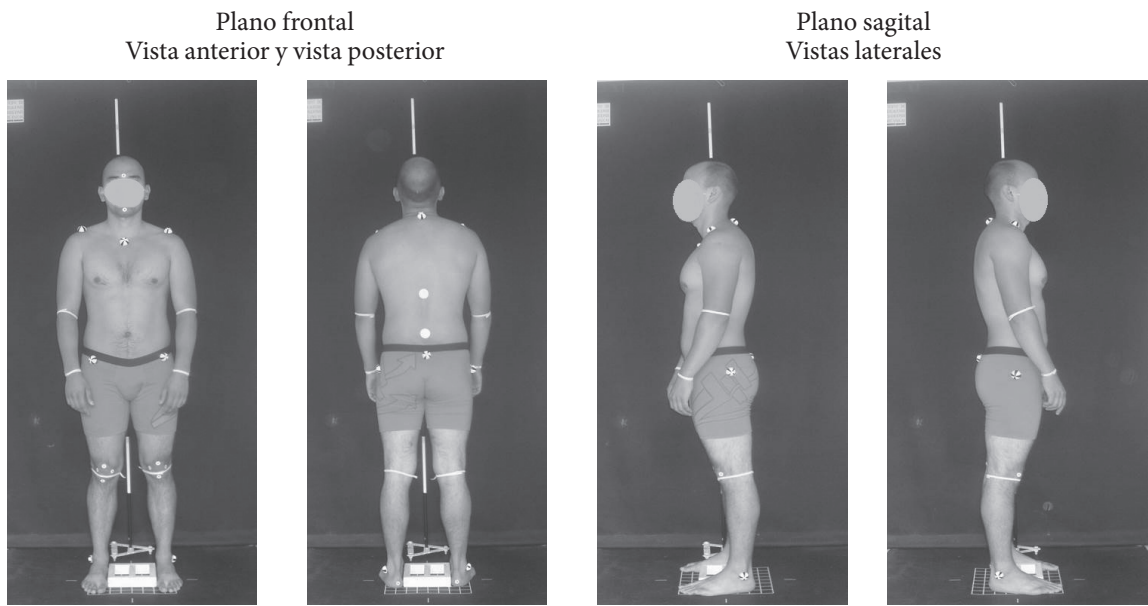 Plano frontal
Vista anterior y vista posterior
Plano sagital
Vistas laterales